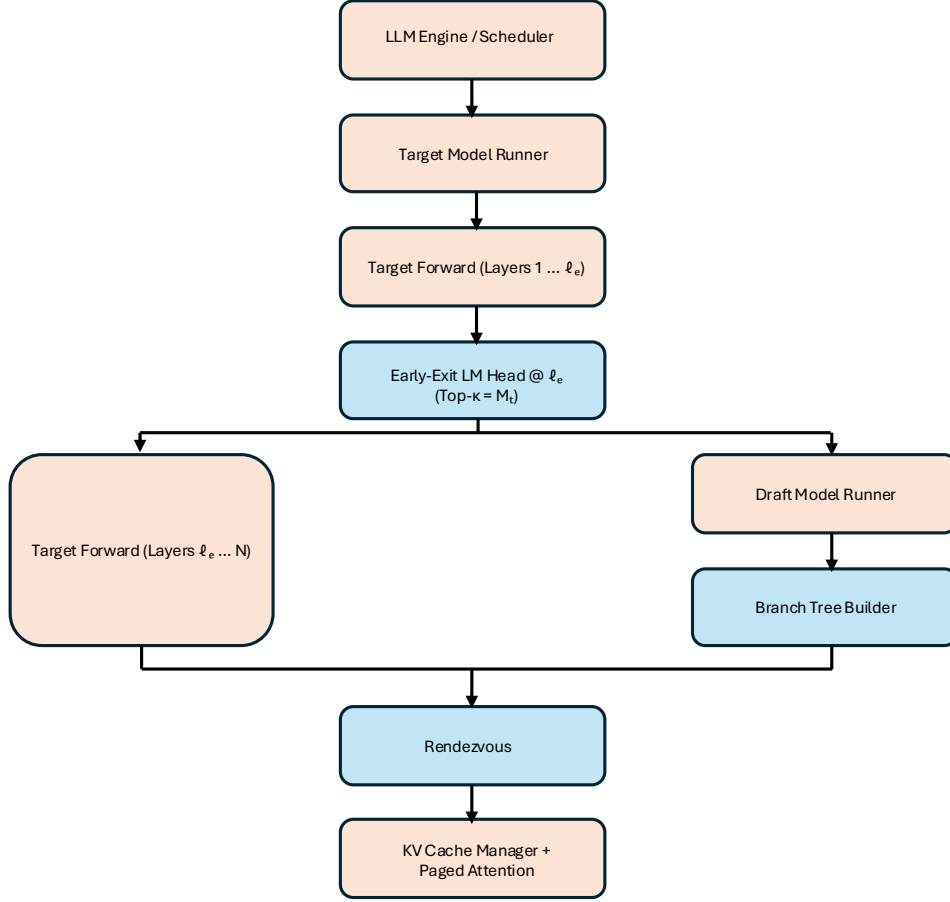 LLM Engine / Scheduler
Target Model Runner
Target Forward (Layers 1 ... ℓₑ)
Early-Exit LM Head @ ℓₑ
(Top-κ = Mₜ)
Target Forward (Layers ℓₑ ... N)
Draft Model Runner
Branch Tree Builder
Rendezvous
KV Cache Manager +
Paged Attention